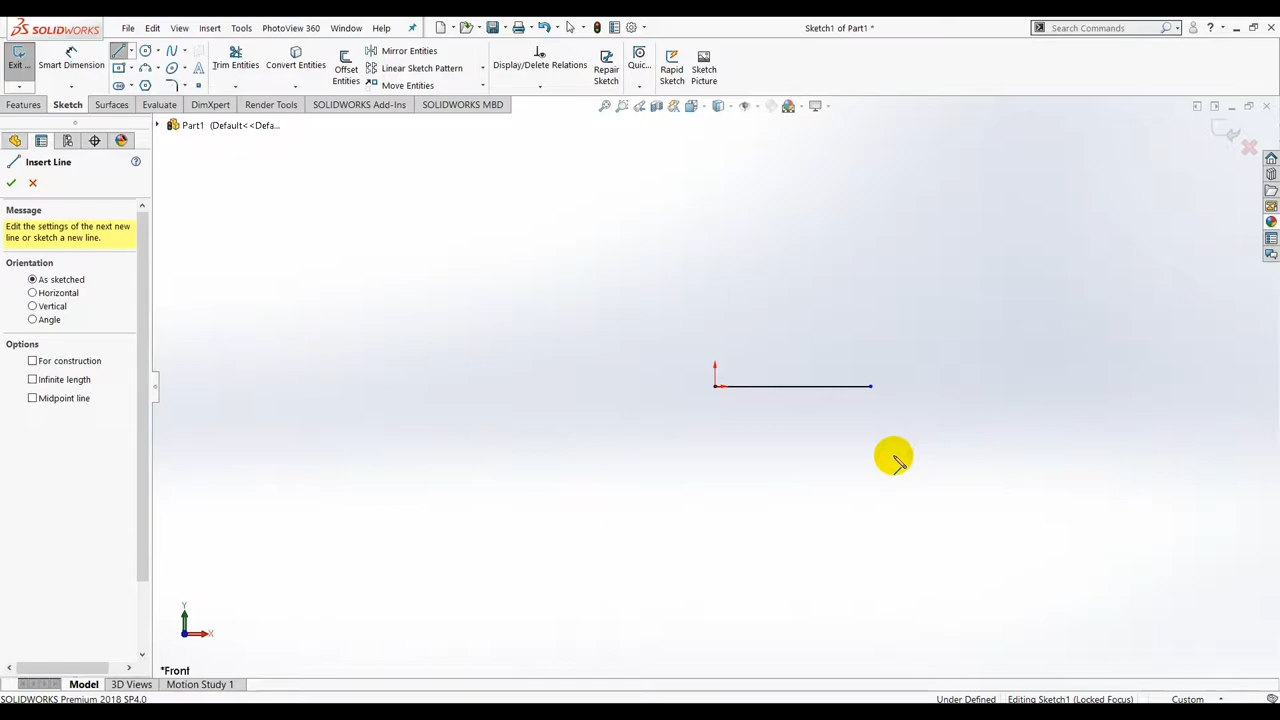 SOLIDWORKS File Edit View Insert Tools PhotoView 360 Window Help Sketch1 of Part1 * Search Commands ?
Exit ... Smart Dimension Trim Entities Convert Entities Offset Entities Mirror Entities Linear Sketch Pattern Move Entities Display/Delete Relations Repair Sketch Quic... Rapid Sketch Sketch Picture
Features Sketch Surfaces Evaluate DimXpert Render Tools SOLIDWORKS Add-Ins SOLIDWORKS MBD
Part1 (Default<<Defa...
Insert Line
Message
Edit the settings of the next new
line or sketch a new line.
Orientation
As sketched
Horizontal
Vertical
Angle
Options
For construction
Infinite length
Midpoint line
Y
X
*Front
Model 3D Views Motion Study 1
SOLIDWORKS Premium 2018 SP4.0 Under Defined Editing Sketch1 (Locked Focus) Custom